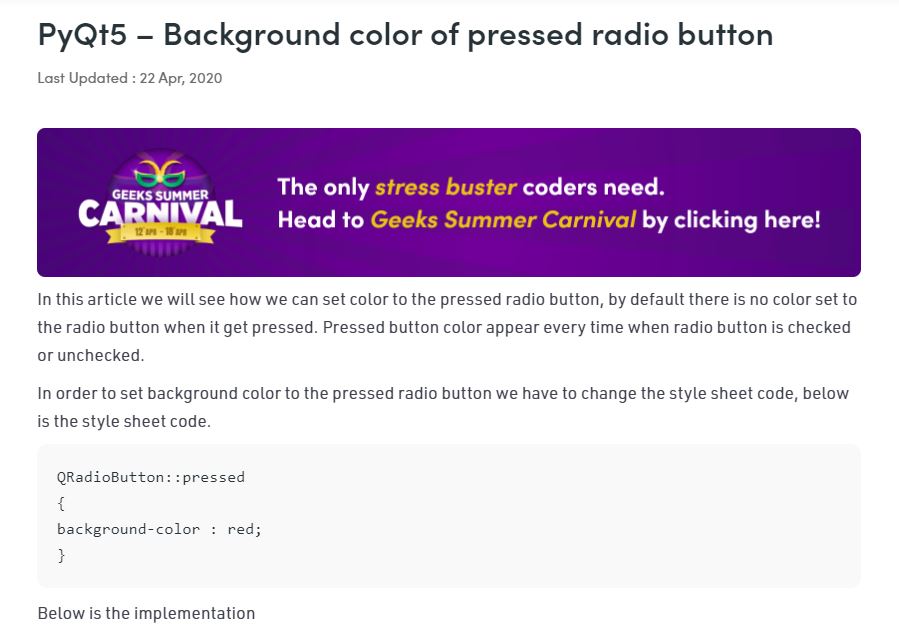 PyQt5 – Background color of pressed radio button
Last Updated : 22 Apr, 2020
GEEKS SUMMER
CARNIVAL
12 APR - 18 APR
The only stress buster coders need.
Head to Geeks Summer Carnival by clicking here!
In this article we will see how we can set color to the pressed radio button, by default there is no color set to
the radio button when it get pressed. Pressed button color appear every time when radio button is checked
or unchecked.
In order to set background color to the pressed radio button we have to change the style sheet code, below
is the style sheet code.
QRadioButton::pressed
{
background-color : red;
}
Below is the implementation